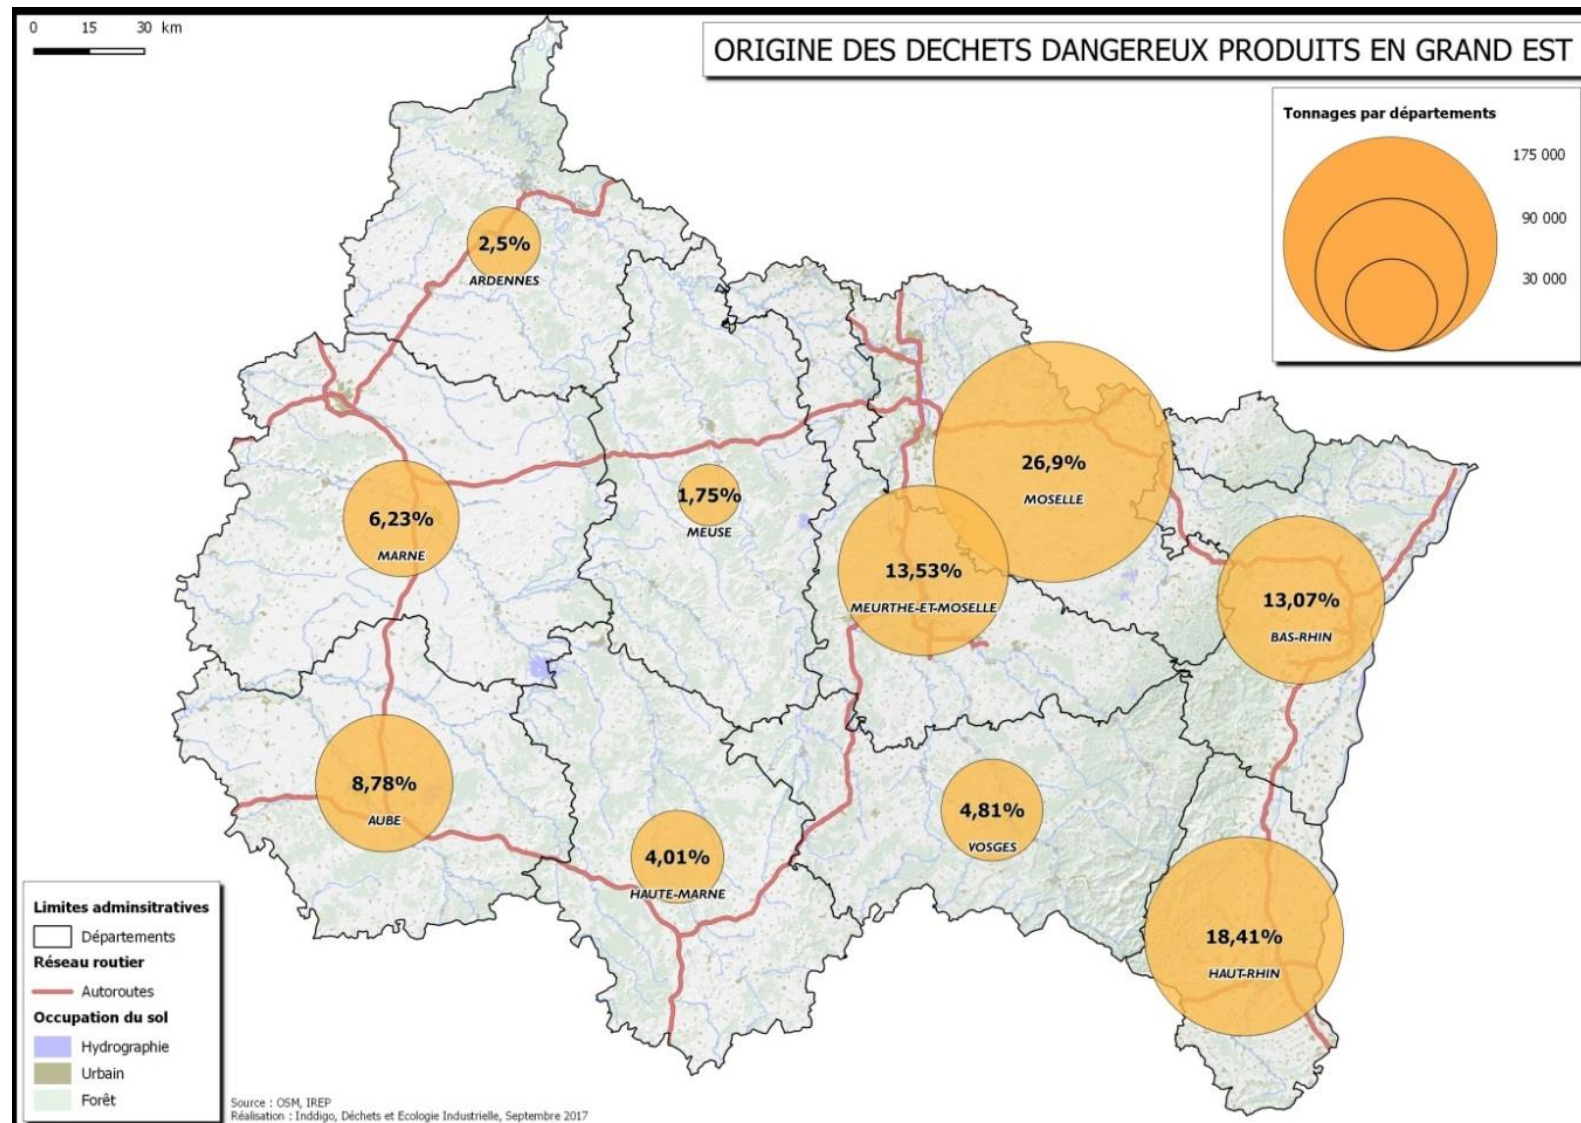 0 15 30 km
ORIGINE DES DECHETS DANGEREUX PRODUITS EN GRAND EST
Tonnages par départements
175 000
90 000
30 000
2,5%
ARDENNES
26,9%
MOSELLE
1,75%
MEUSE
6,23%
MARNE
13,53%
MEURTHE-ET-MOSELLE
13,07%
BAS-RHIN
8,78%
AUBE
4,81%
VOSGES
4,01%
HAUTE-MARNE
18,41%
HAUT-RHIN
Limites adminsitratives
Départements
Réseau routier
Autoroutes
Occupation du sol
Hydrographie
Urbain
Forêt
Source : OSM, IREP
Réalisation : Inddigo, Déchets et Ecologie Industrielle, Septembre 2017